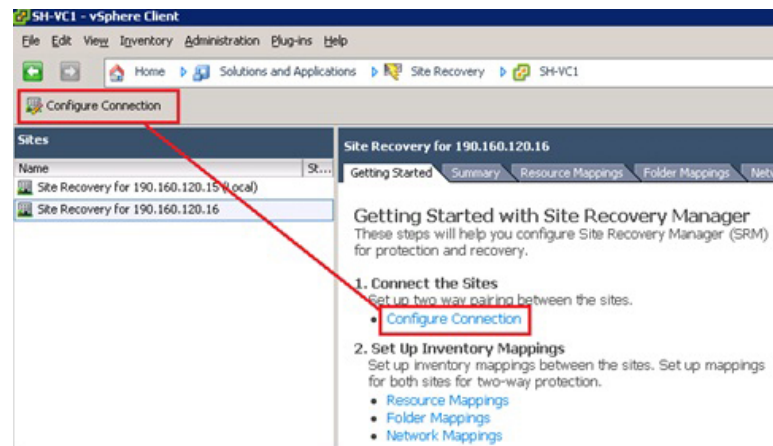 SH-VC1 - vSphere Client
File Edit View Inventory Administration Plug-ins Help
Home Solutions and Applications Site Recovery SH-VC1
Configure Connection
Sites
Name St...
Site Recovery for 190.160.120.15 (Local)
Site Recovery for 190.160.120.16
Site Recovery for 190.160.120.16
Getting Started Summary Resource Mappings Folder Mappings Netw
Getting Started with Site Recovery Manager
These steps will help you configure Site Recovery Manager (SRM)
for protection and recovery.
1. Connect the Sites
Set up two way pairing between the sites.
• Configure Connection
2. Set Up Inventory Mappings
Set up inventory mappings between the sites. Set up mappings
for both sites for two-way protection.
• Resource Mappings
• Folder Mappings
• Network Mappings